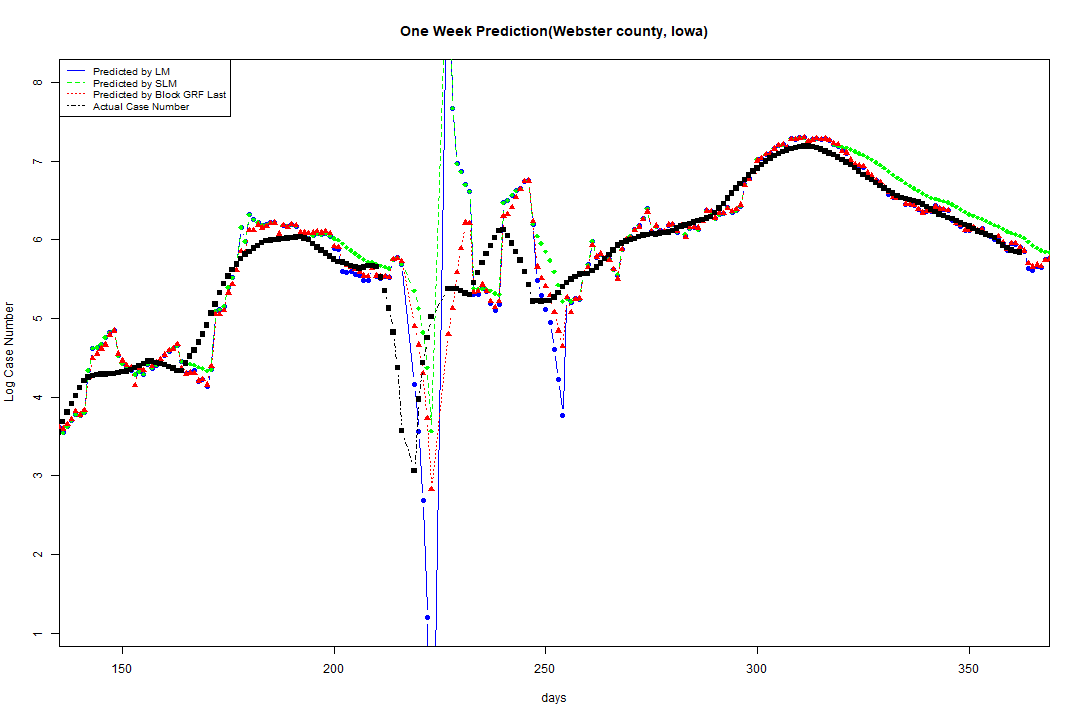 One Week Prediction(Webster county, Iowa)
Predicted by LM
Predicted by SLM
Predicted by Block GRF Last
Actual Case Number
8
7
6
5
4
3
2
1
Log Case Number
150 200 250 300 350
days